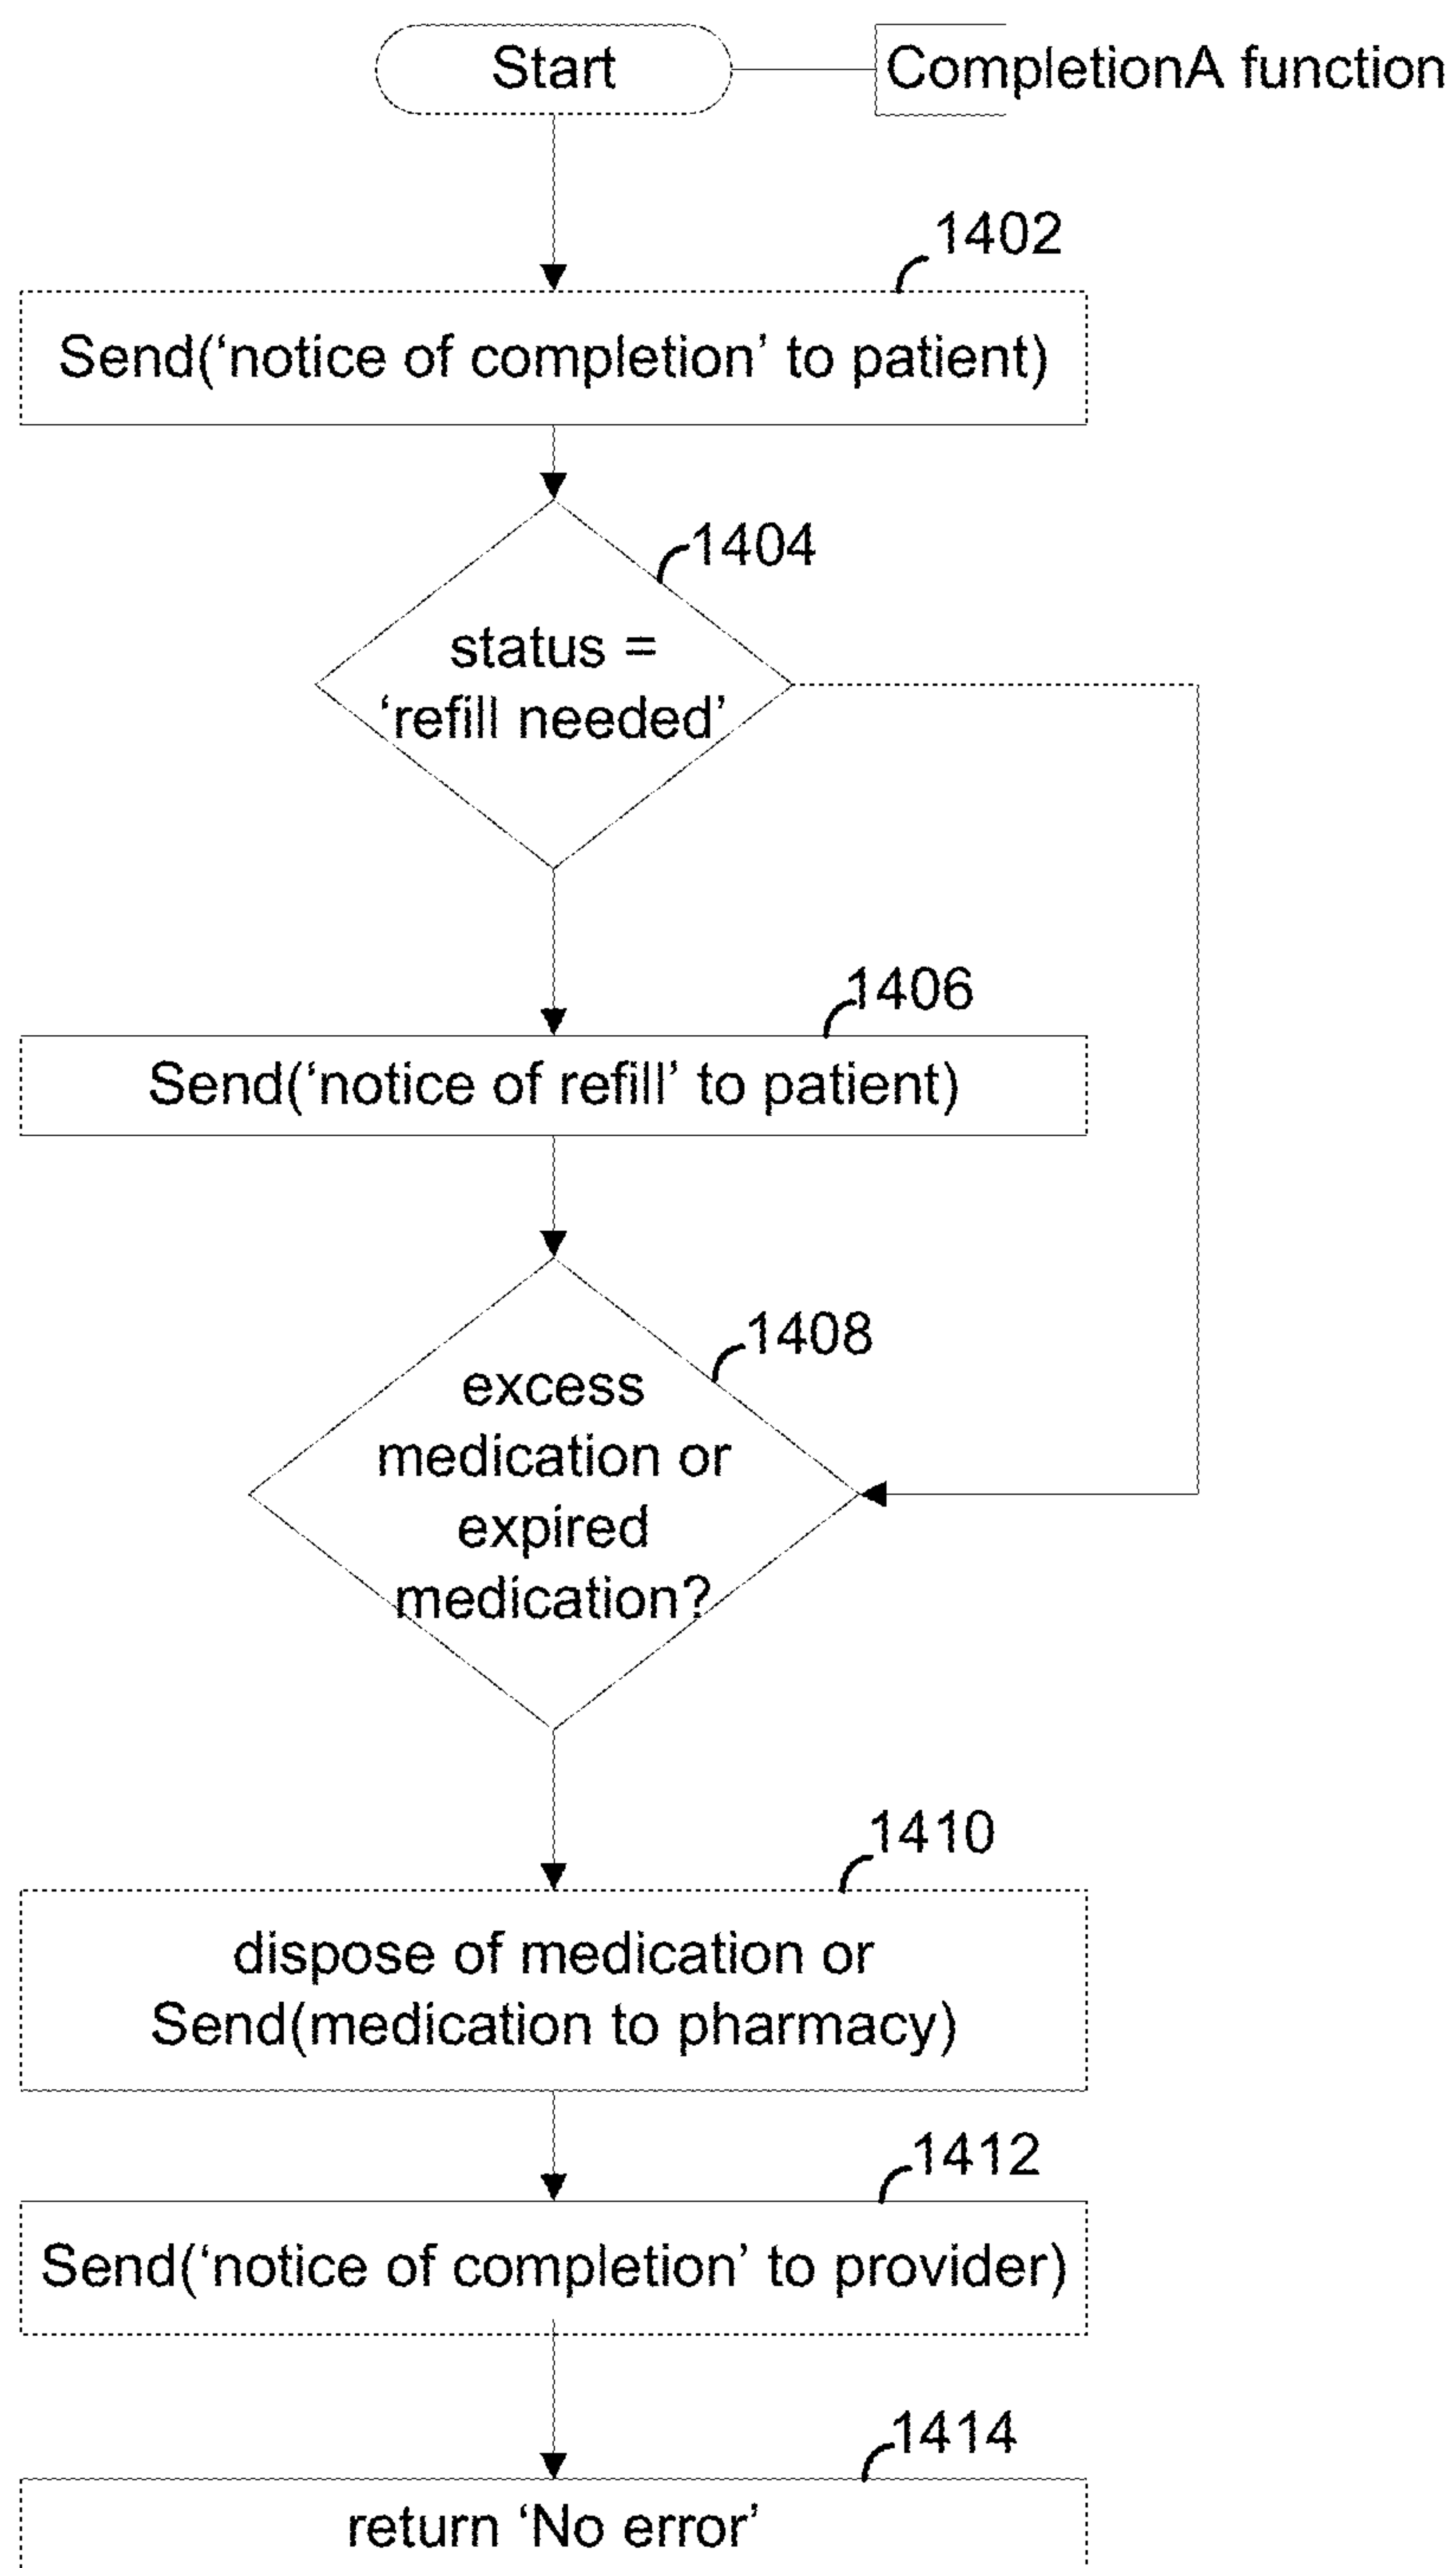 Start
CompletionA function
1402
Send(‘notice of completion’ to patient)
1404
status =
‘refill needed’
1406
Send(‘notice of refill’ to patient)
1408
excess
medication or
expired
medication?
1410
dispose of medication or
Send(medication to pharmacy)
1412
Send(‘notice of completion’ to provider)
1414
return ‘No error’